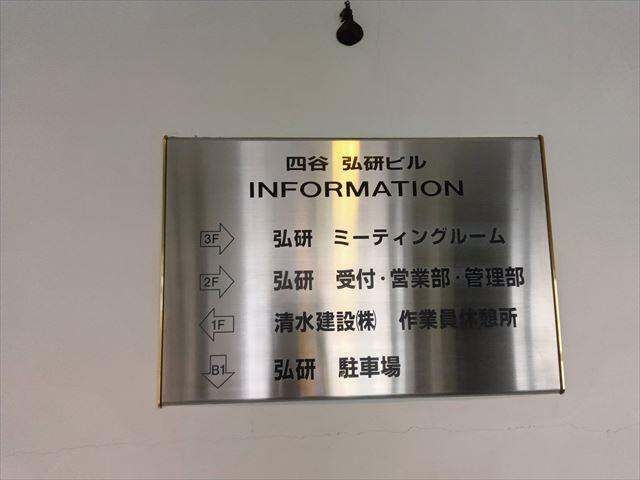 四谷 弘研ビル
INFORMATION
3F 弘研 ミーティングルーム
2F 弘研 受付・営業部・管理部
1F 清水建設㈱ 作業員休憩所
B1 弘研 駐車場